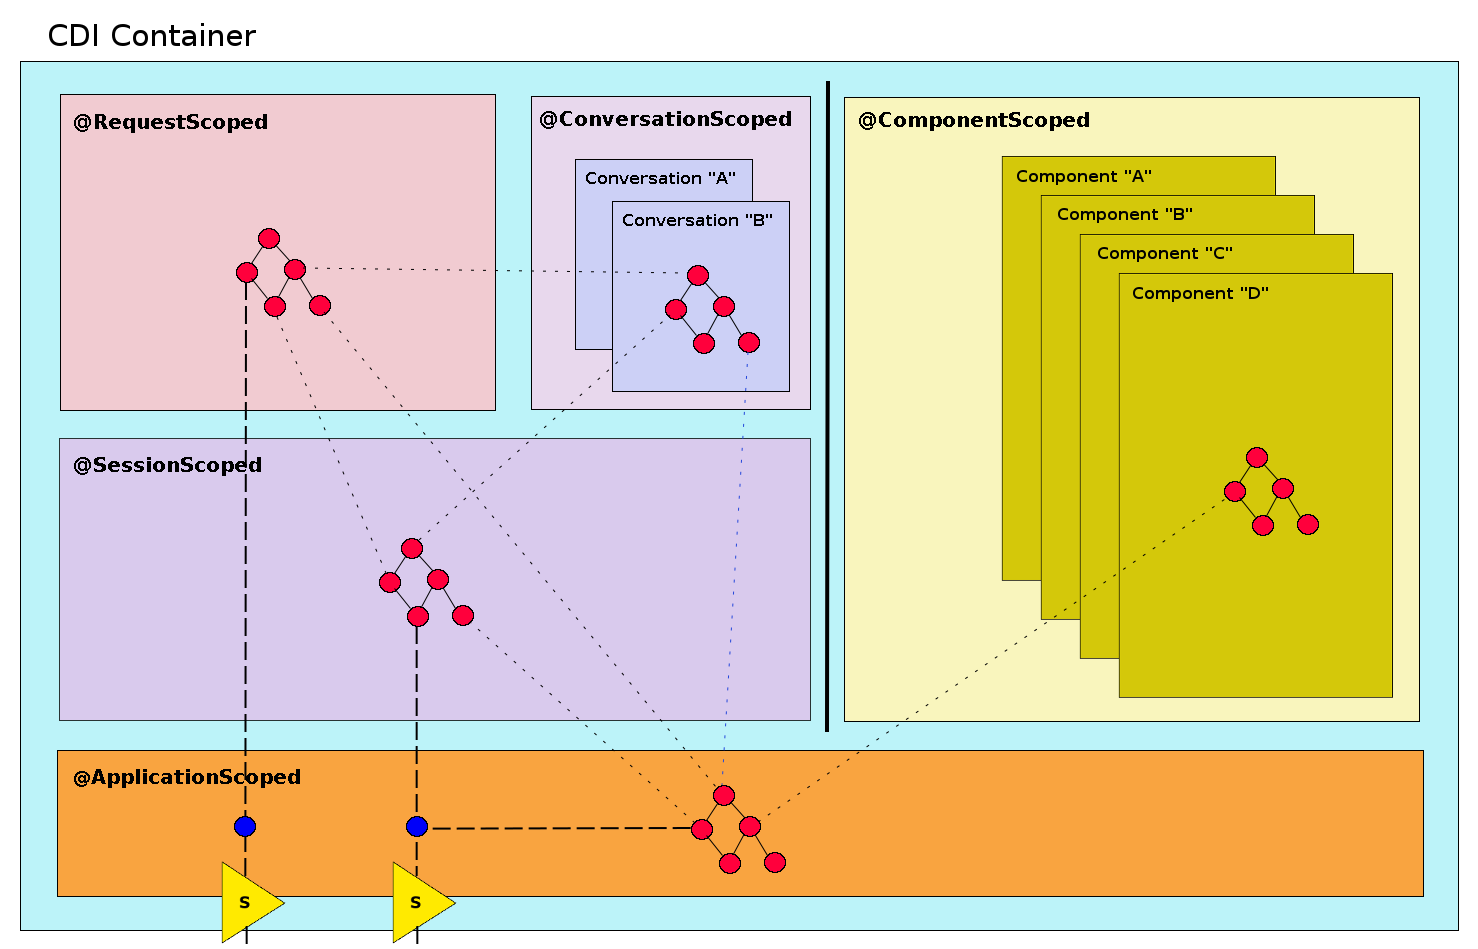 CDI Container
@RequestScoped
@ConversationScoped
Conversation "A"
Conversation "B"
@ComponentScoped
Component "A"
Component "B"
Component "C"
Component "D"
@SessionScoped
@ApplicationScoped
S
S